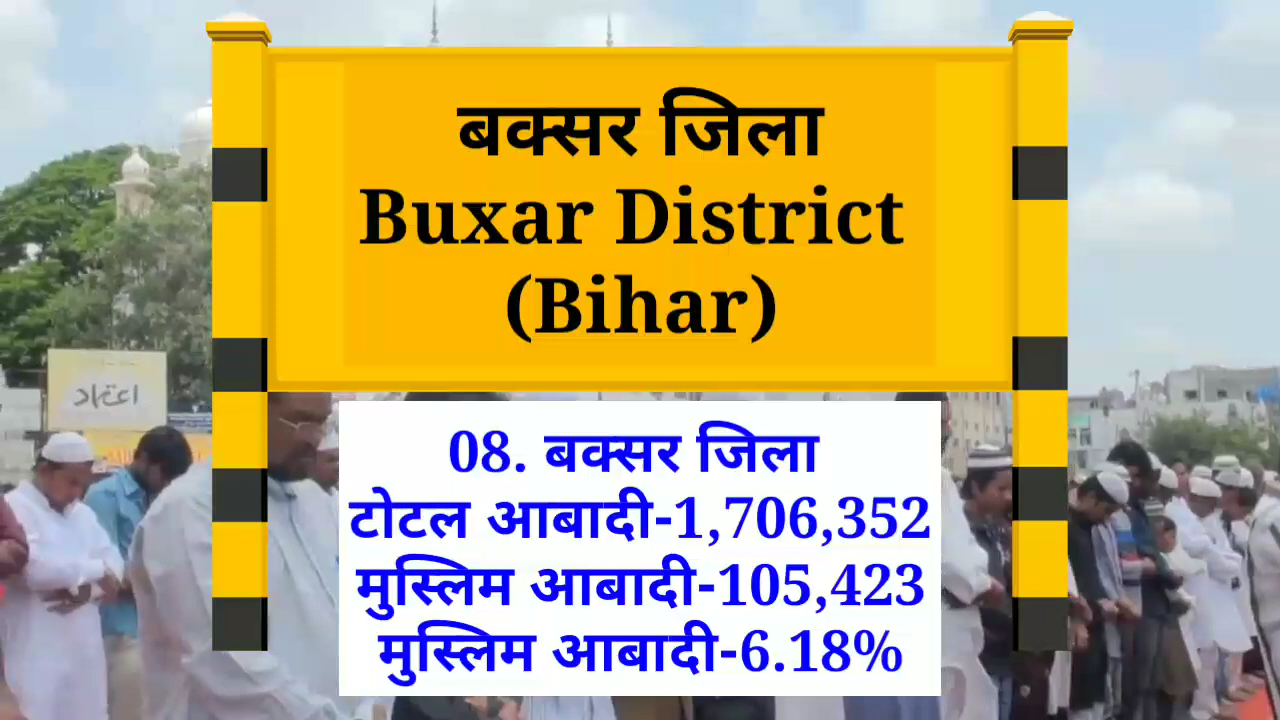 बक्सर जिला
Buxar District
(Bihar)
08. बक्सर जिला
टोटल आबादी-1,706,352
मुस्लिम आबादी-105,423
मुस्लिम आबादी-6.18%